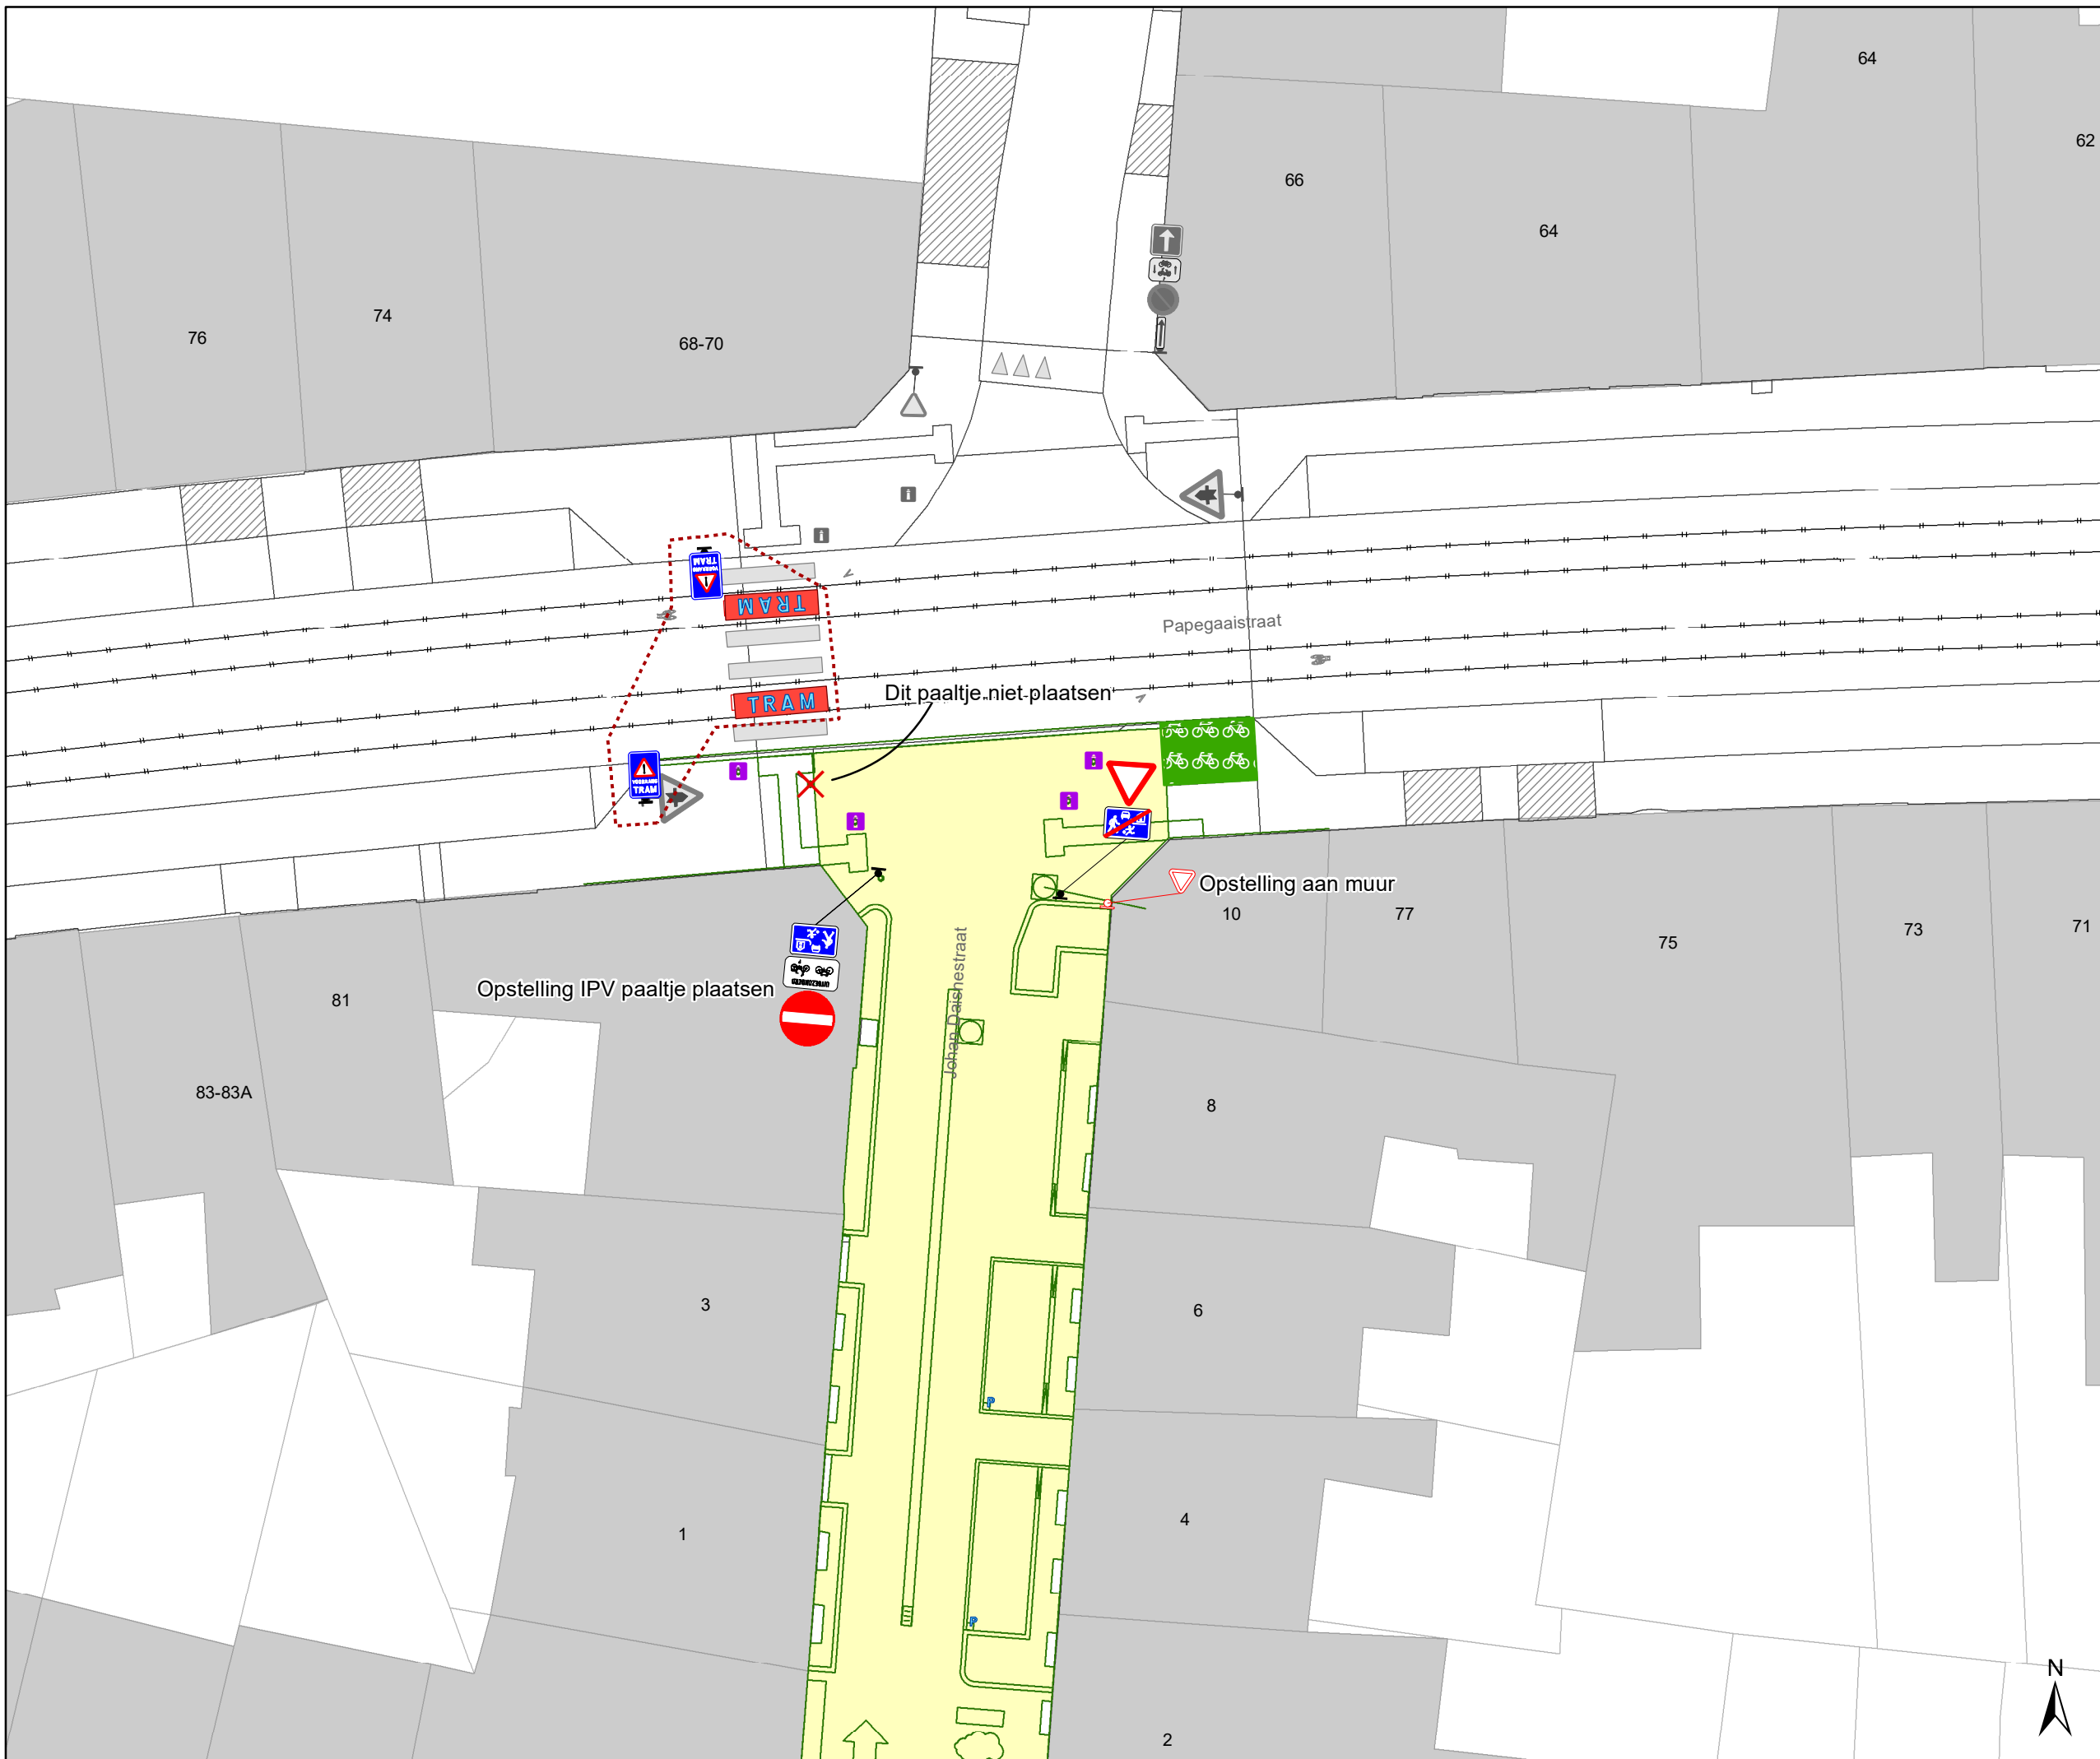 64
62
66
64
76
74
68-70
TRAM
TRAM
Papegaaistraat
Dit paaltje niet plaatsen
TRAM
TRAM
Opstelling aan muur
10
77
75
73
71
Opstelling IPV paaltje plaatsen
Johan Daisnestraat
81
83-83A
8
3
6
1
4
P
P
2
N